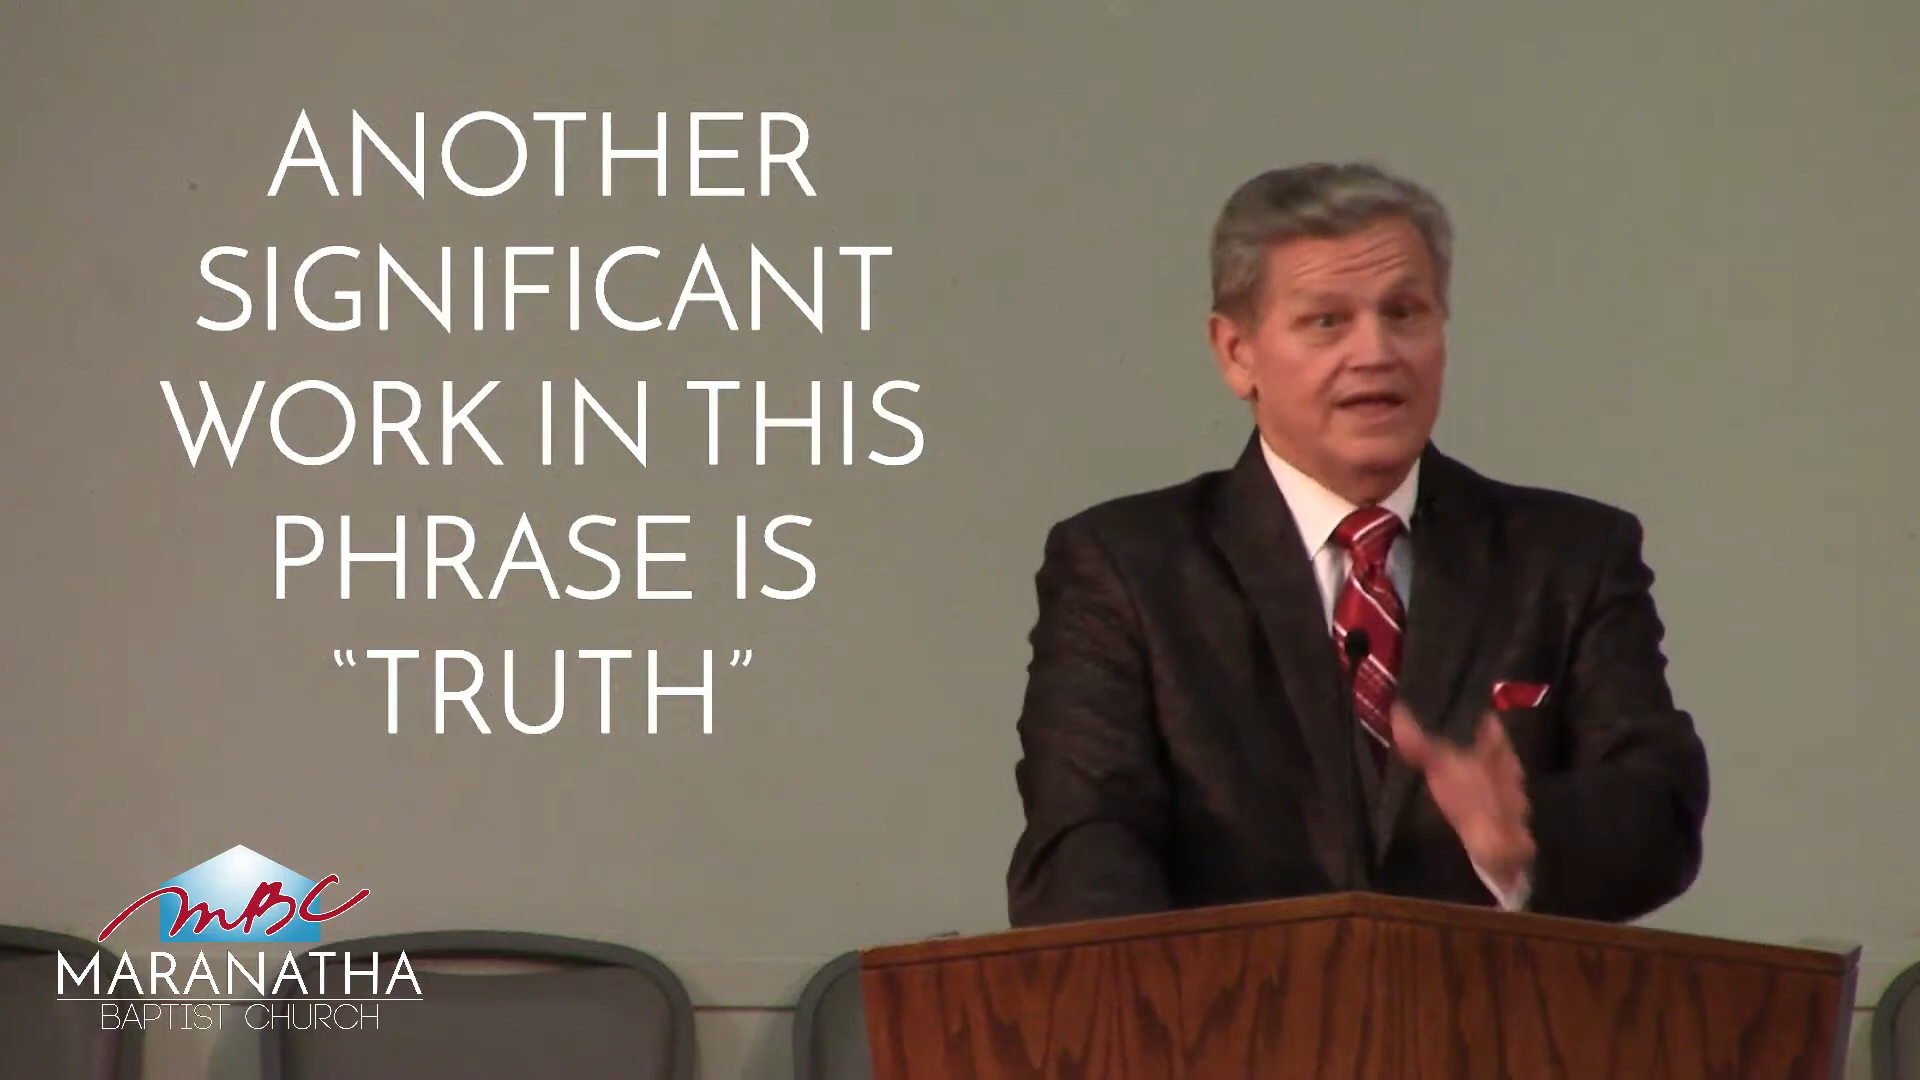 ANOTHER
SIGNIFICANT
WORK IN THIS
PHRASE IS
“TRUTH”
MBC
MARANATHA
BAPTIST CHURCH